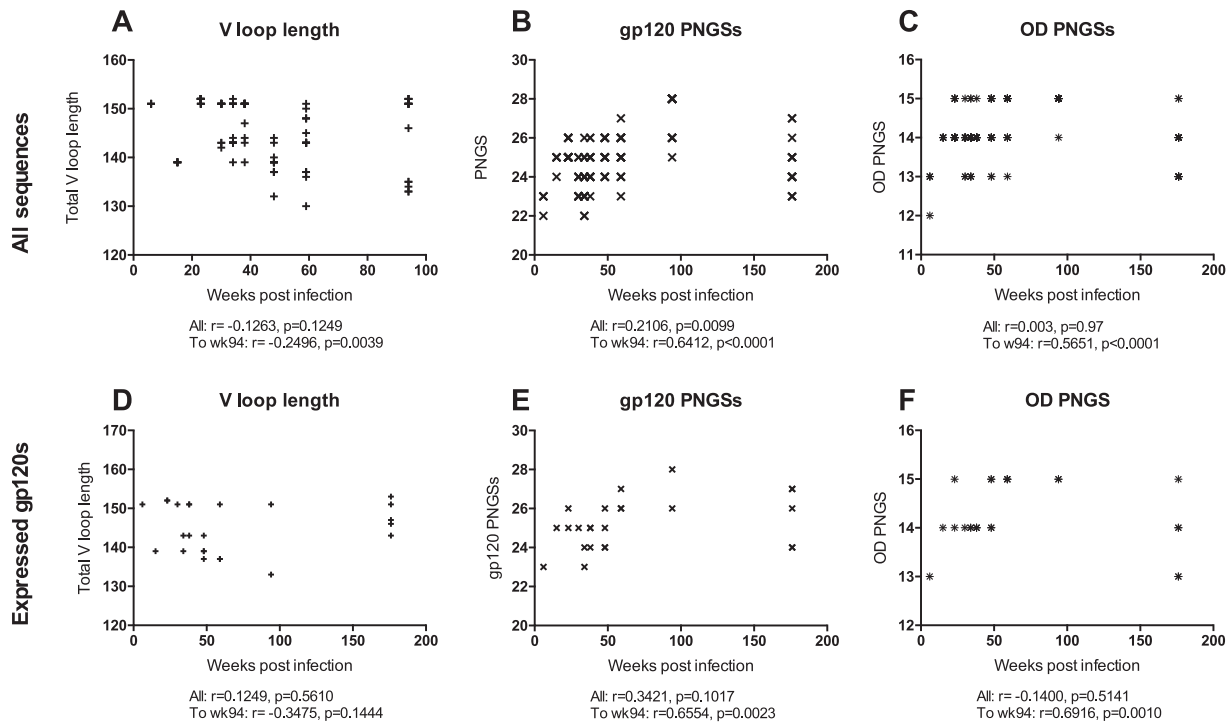 All sequences
A
V loop length
Total V loop length
160
150
140
130
120
0
20
40
60
80
100
Weeks post infection
All: r= -0.1263, p=0.1249
To wk94: r= -0.2496, p=0.0039
B
gp120 PNGSs
PNGS
30
28
26
24
22
20
0
50
100
150
200
Weeks post infection
All: r=0.2106, p=0.0099
To wk94: r=0.6412, p<0.0001
C
OD PNGSs
OD PNGS
16
15
14
13
12
11
0
50
100
150
200
Weeks post infection
All: r=0.003, p=0.97
To w94: r=0.5651, p<0.0001
Expressed gp120s
D
V loop length
Total V loop length
170
160
150
140
130
120
0
50
100
150
200
Weeks post infection
All: r=0.1249, p=0.5610
To wk94: r= -0.3475, p=0.1444
E
gp120 PNGSs
gp120 PNGSs
30
28
26
24
22
20
0
50
100
150
200
Weeks post infection
All: r=0.3421, p=0.1017
To wk94: r=0.6554, p=0.0023
F
OD PNGS
OD PNGS
16
15
14
13
12
0
50
100
150
200
Weeks post infection
All: r= -0.1400, p=0.5141
To wk94: r=0.6916, p=0.0010